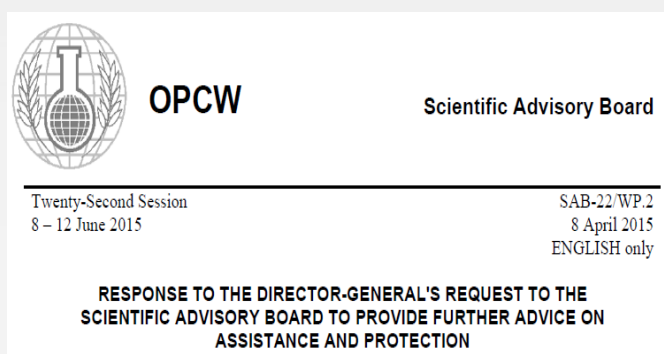 OPCW
Scientific Advisory Board
Twenty-Second Session
SAB-22/WP.2
8 – 12 June 2015
8 April 2015
ENGLISH only
RESPONSE TO THE DIRECTOR-GENERAL'S REQUEST TO THE
SCIENTIFIC ADVISORY BOARD TO PROVIDE FURTHER ADVICE ON
ASSISTANCE AND PROTECTION